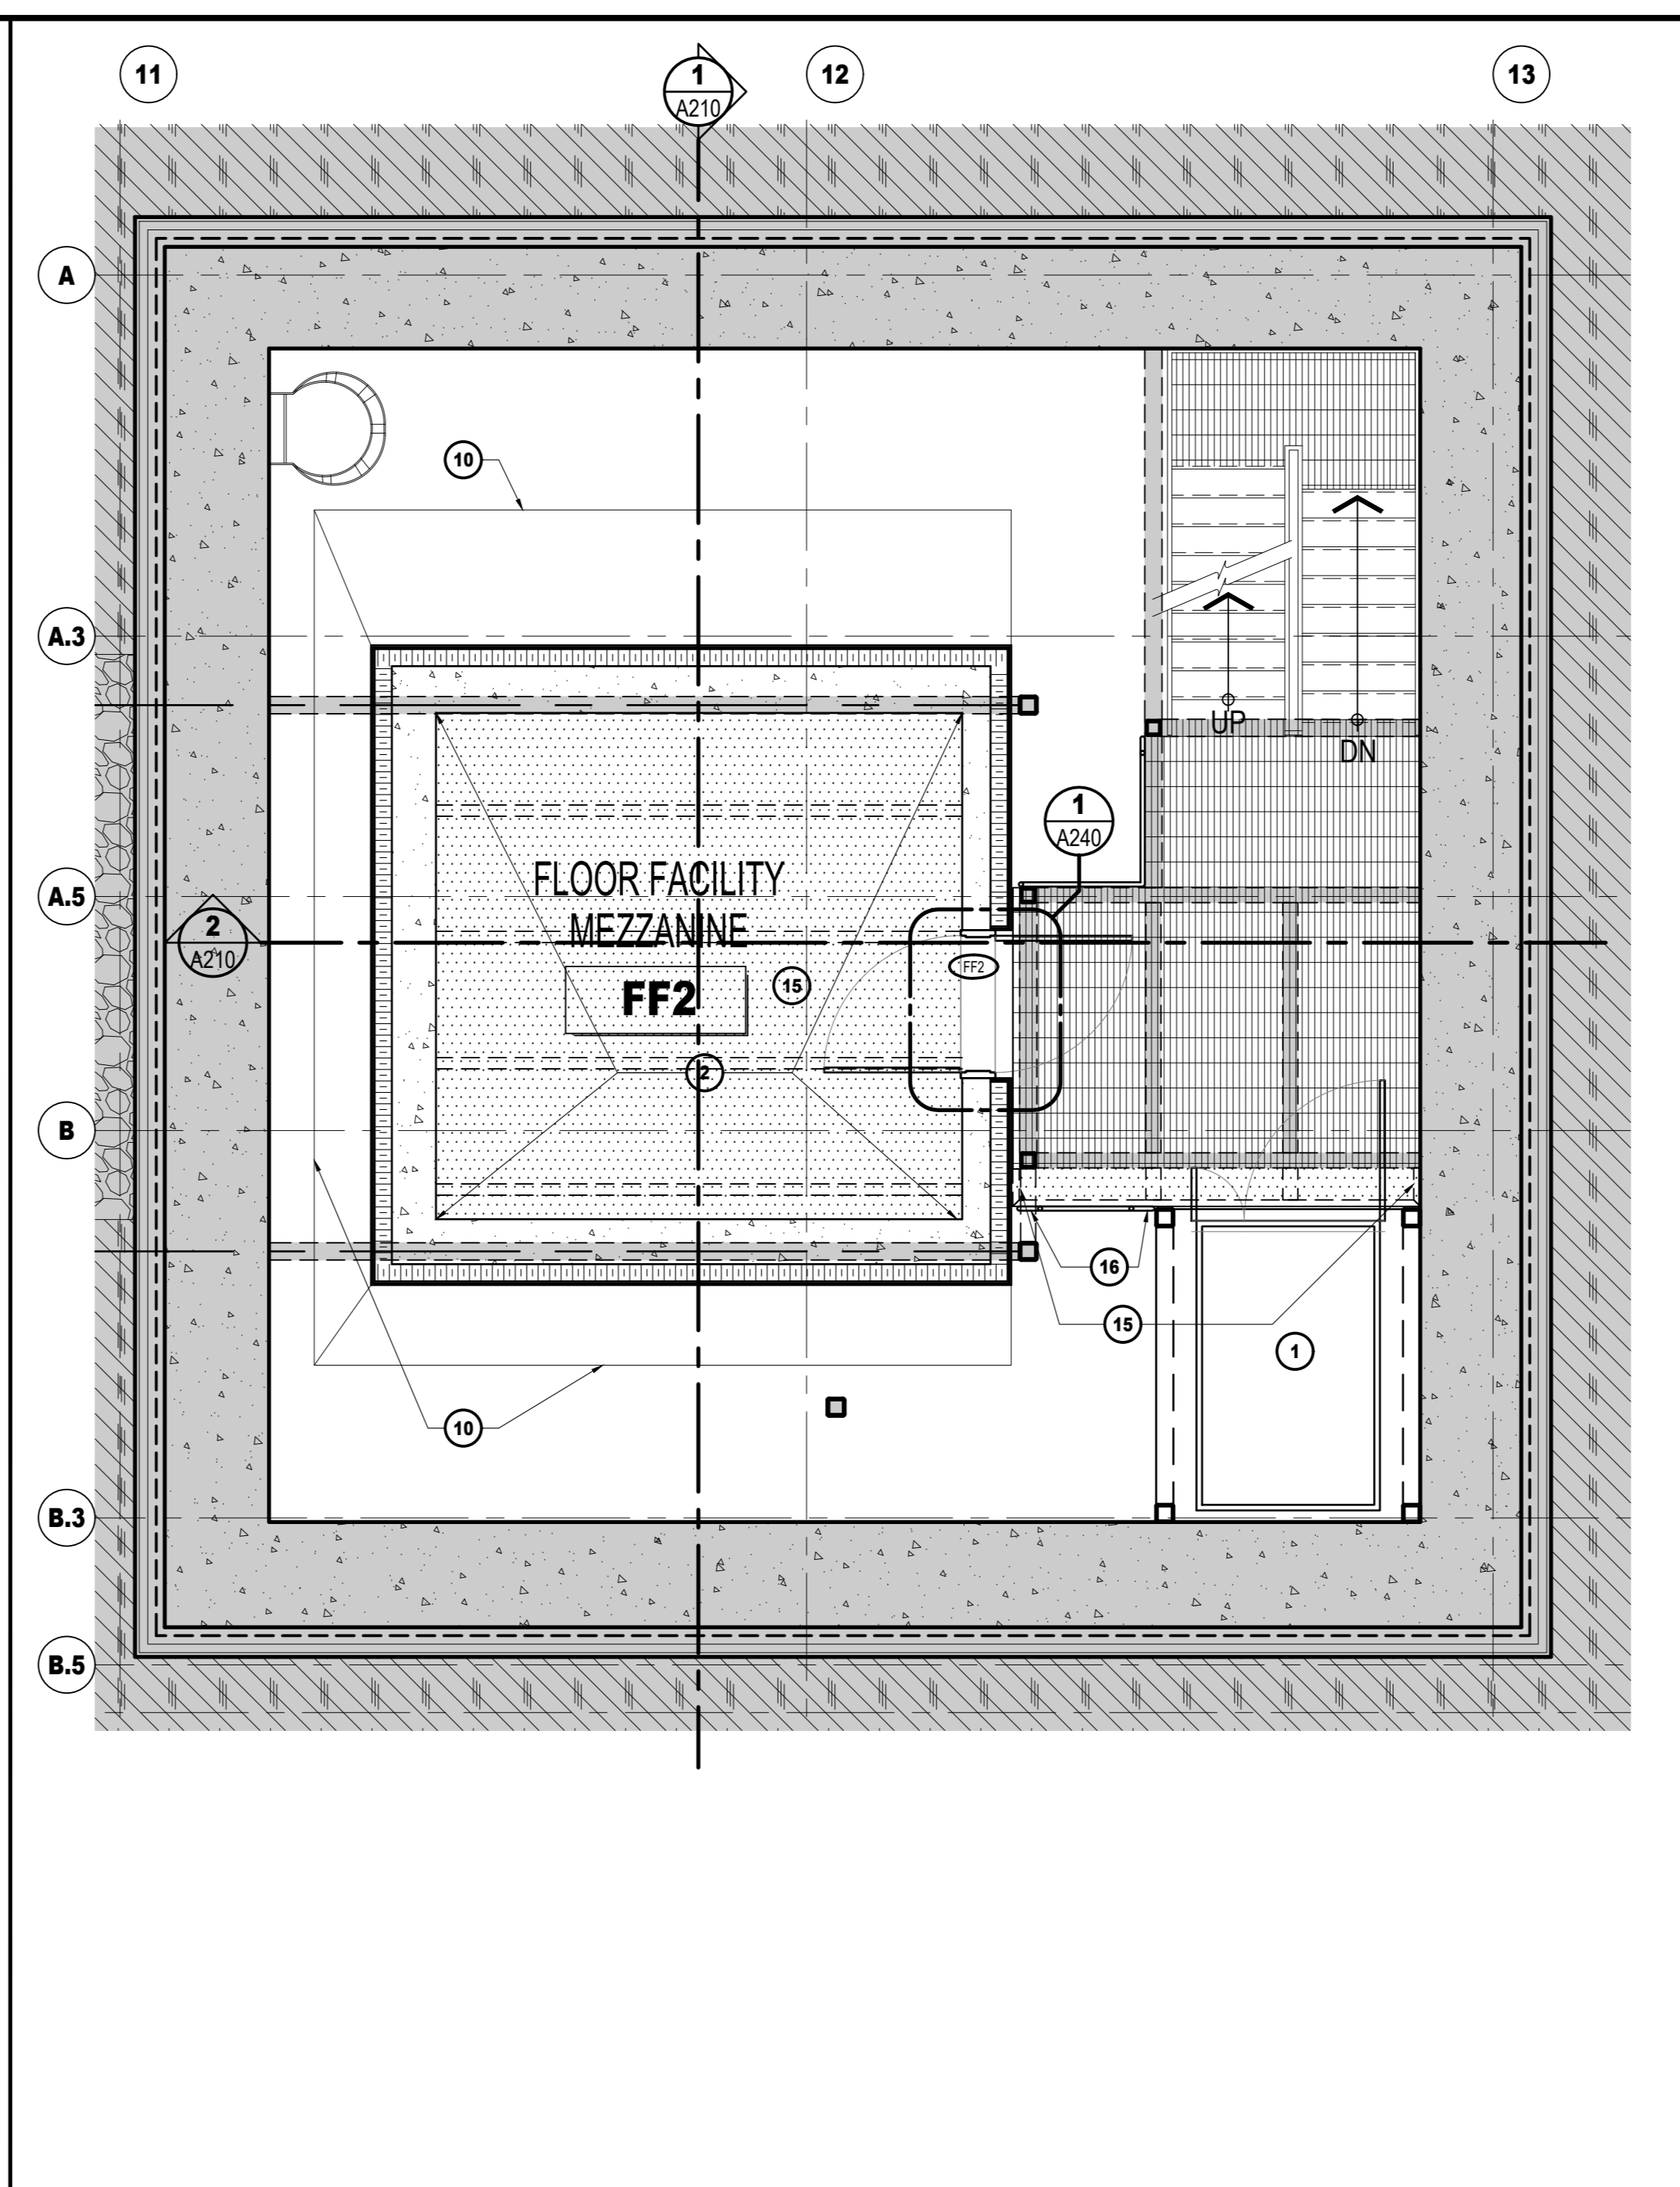 11
1
A210
12
13
A
10
A.3
UP
DN
1
A240
FLOOR FACILITY
MEZZANINE
A.5
2
A210
FF2
FF2
15
2
B
16
15
1
10
B.3
B.5